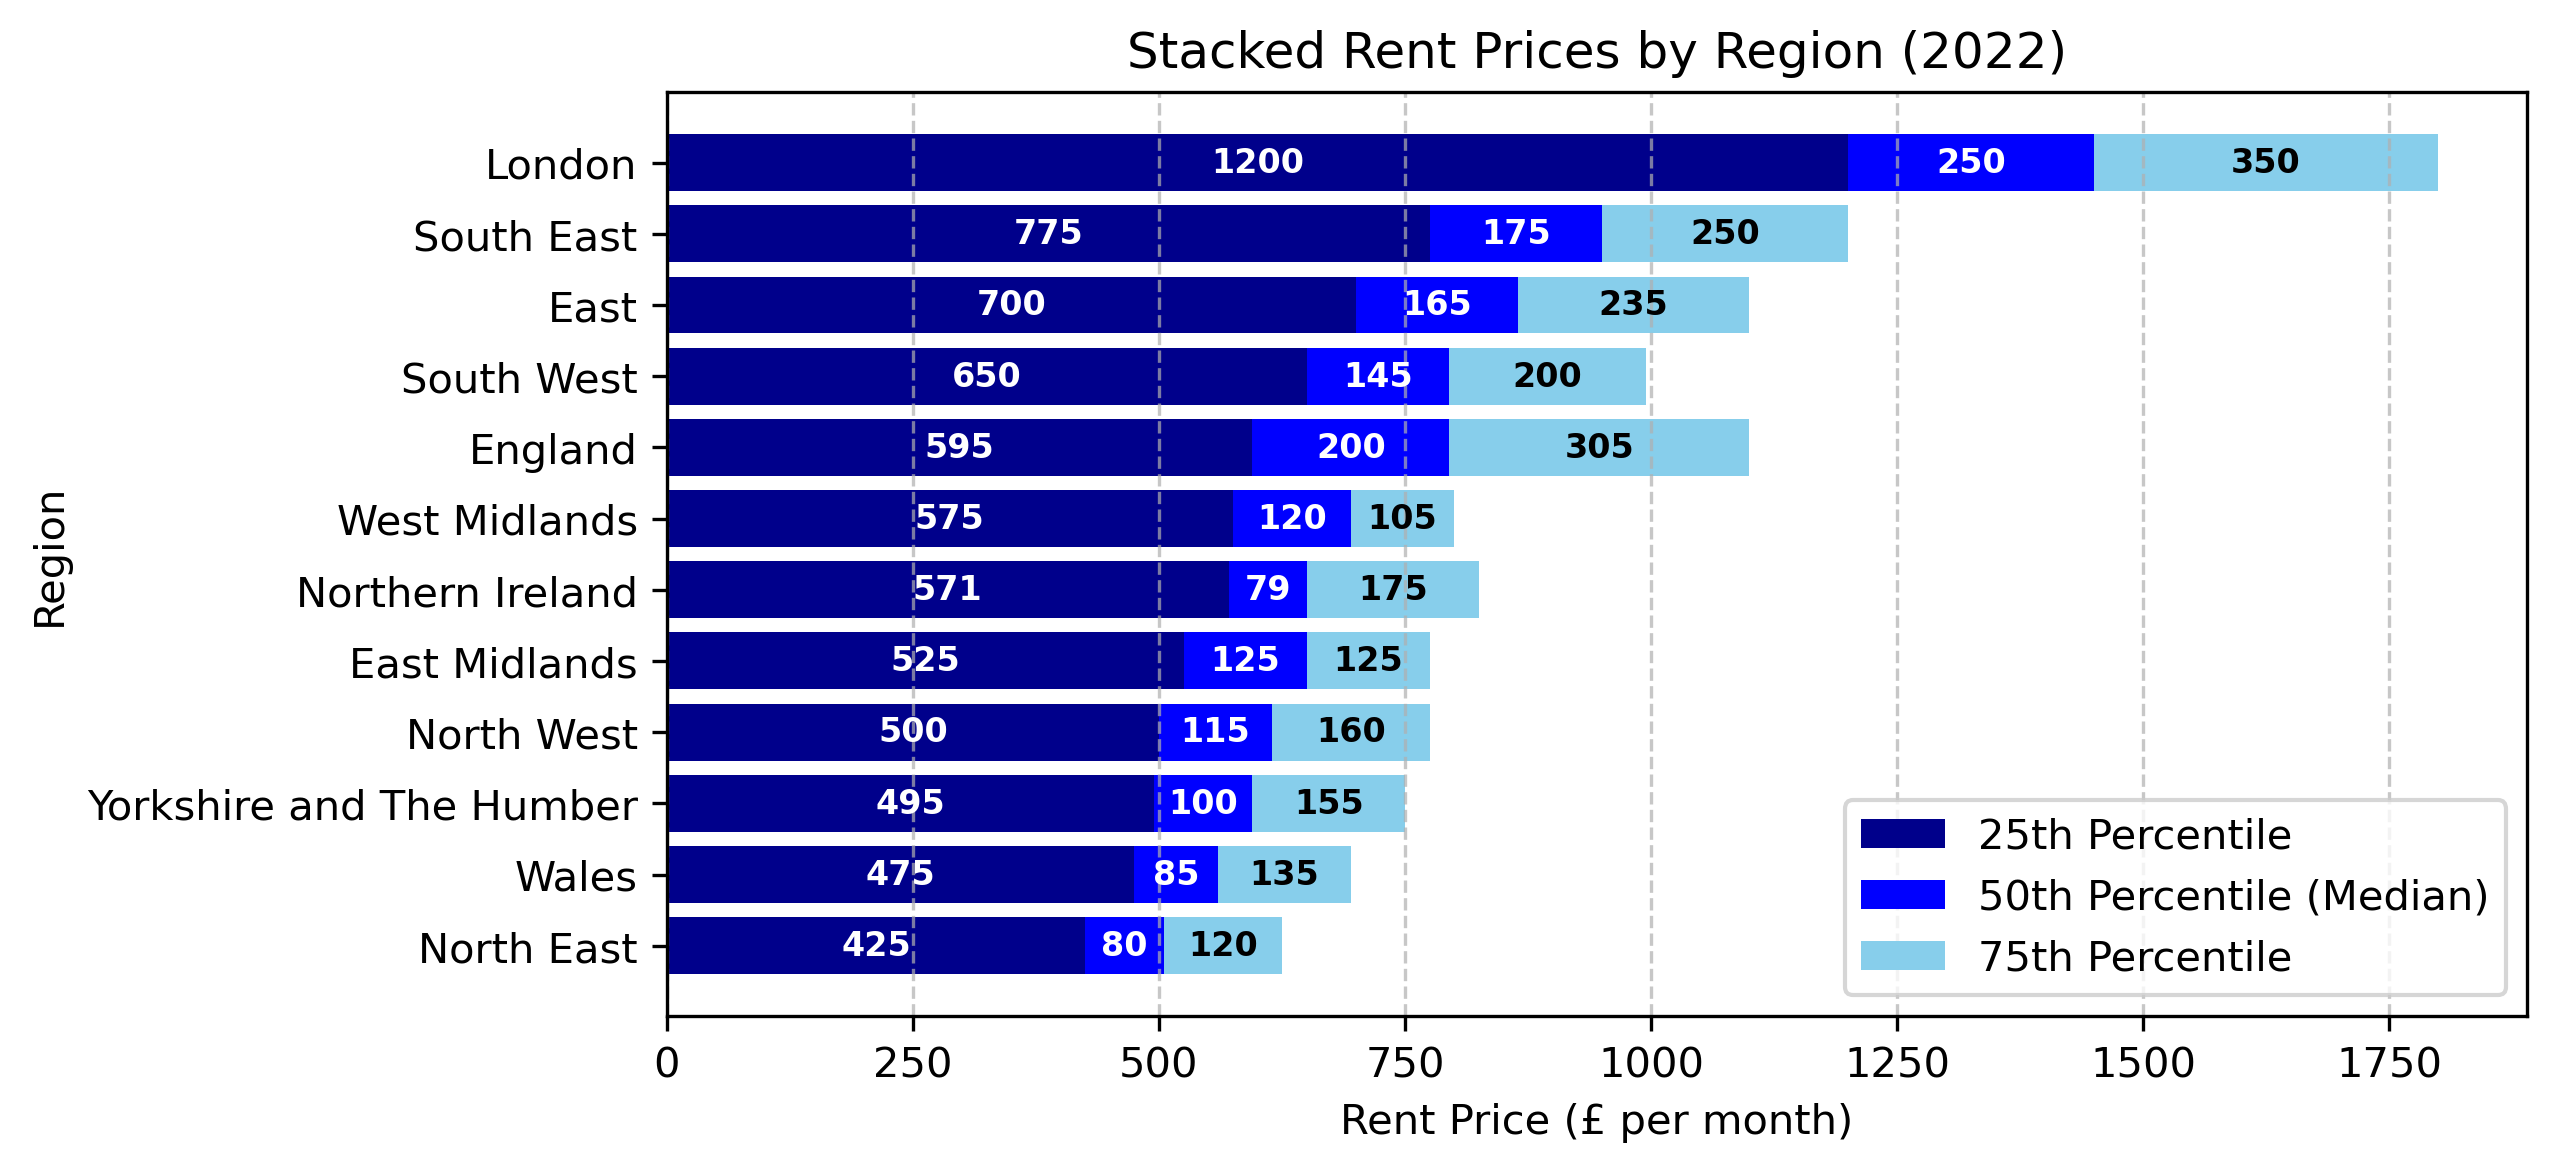 Stacked Rent Prices by Region (2022)
London 1200 250 350
South East 775 175 250
East 700 165 235
South West 650 145 200
England 595 200 305
West Midlands 575 120 105
Northern Ireland 571 79 175
East Midlands 525 125 125
North West 500 115 160
Yorkshire and The Humber 495 100 155
Wales 475 85 135
North East 425 80 120
Region
25th Percentile
50th Percentile (Median)
75th Percentile
0 250 500 750 1000 1250 1500 1750
Rent Price (£ per month)